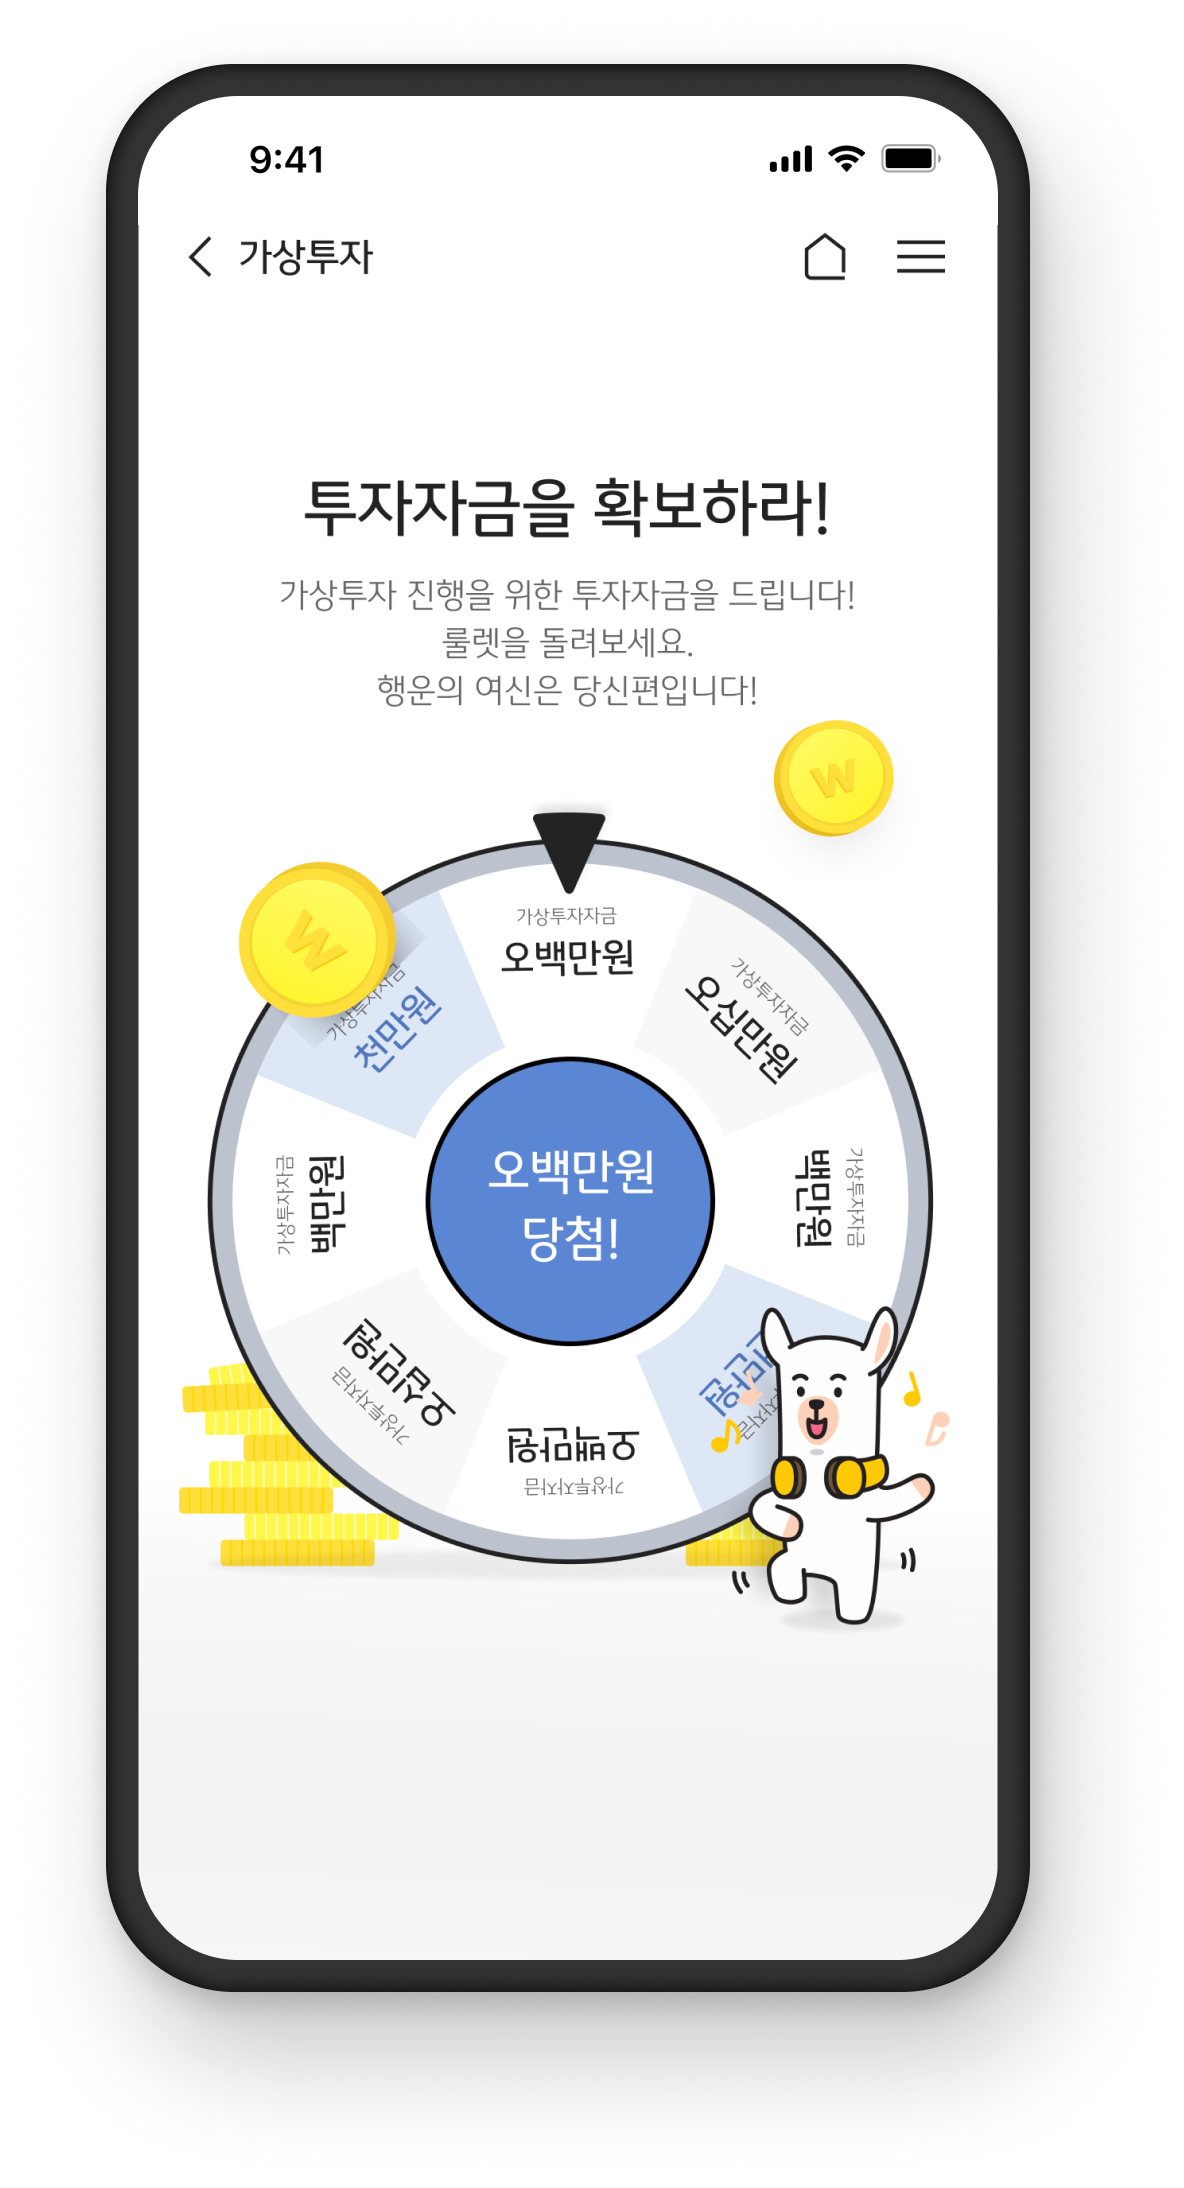 9:41
가상투자
투자자금을 확보하라!
가상투자 진행을 위한 투자자금을 드립니다!
룰렛을 돌려보세요.
행운의 여신은 당신편입니다!
W
W
가상투자자금
오백만원
가상투자자금
오십만원
가상투자자금
백만원
가상투자자금
오백만원
가상투자자금
오십만원
가상투자자금
백만원
가상투자자금
천만원
오백만원
당첨!